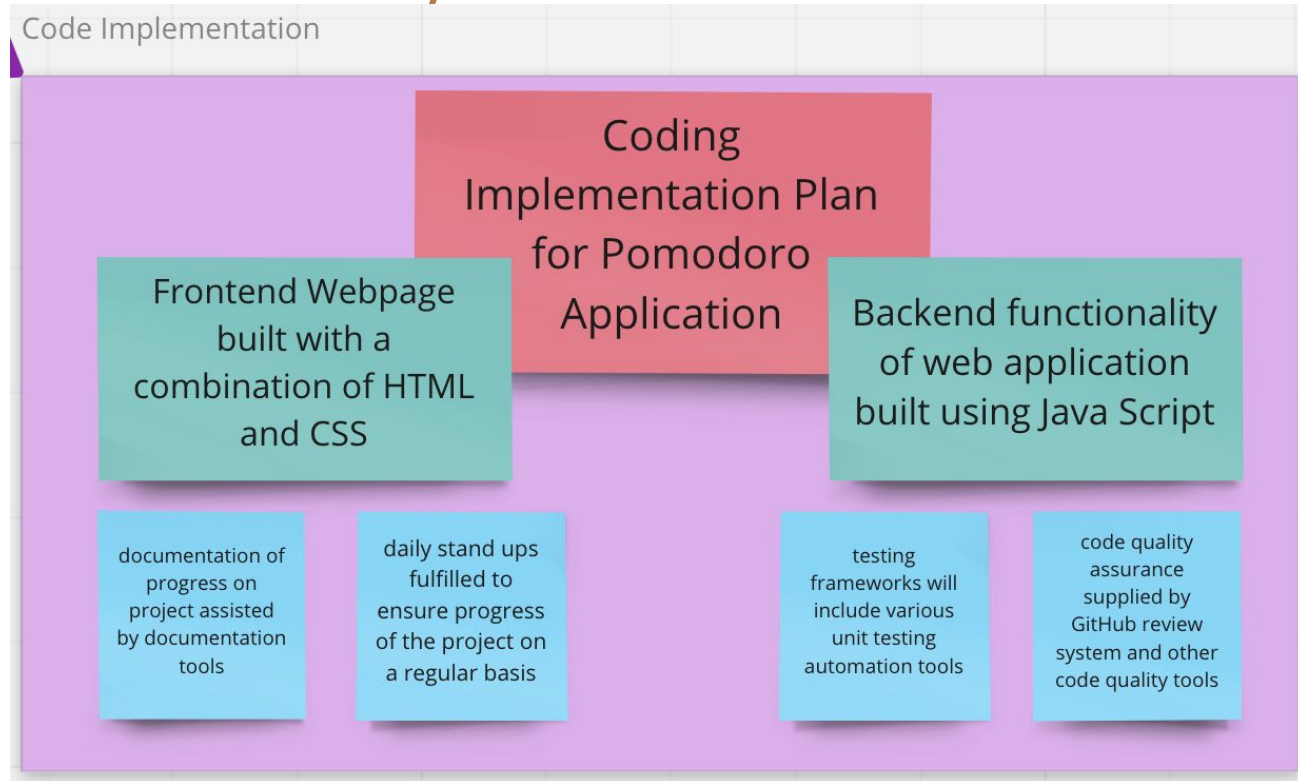 Code Implementation
Coding
Implementation Plan
for Pomodoro
Application
Frontend Webpage
built with a
combination of HTML
and CSS
Backend functionality
of web application
built using Java Script
documentation of
progress on
project assisted
by documentation
tools
daily stand ups
fulfilled to
ensure progress
of the project on
a regular basis
testing
frameworks will
include various
unit testing
automation tools
code quality
assurance
supplied by
GitHub review
system and other
code quality tools